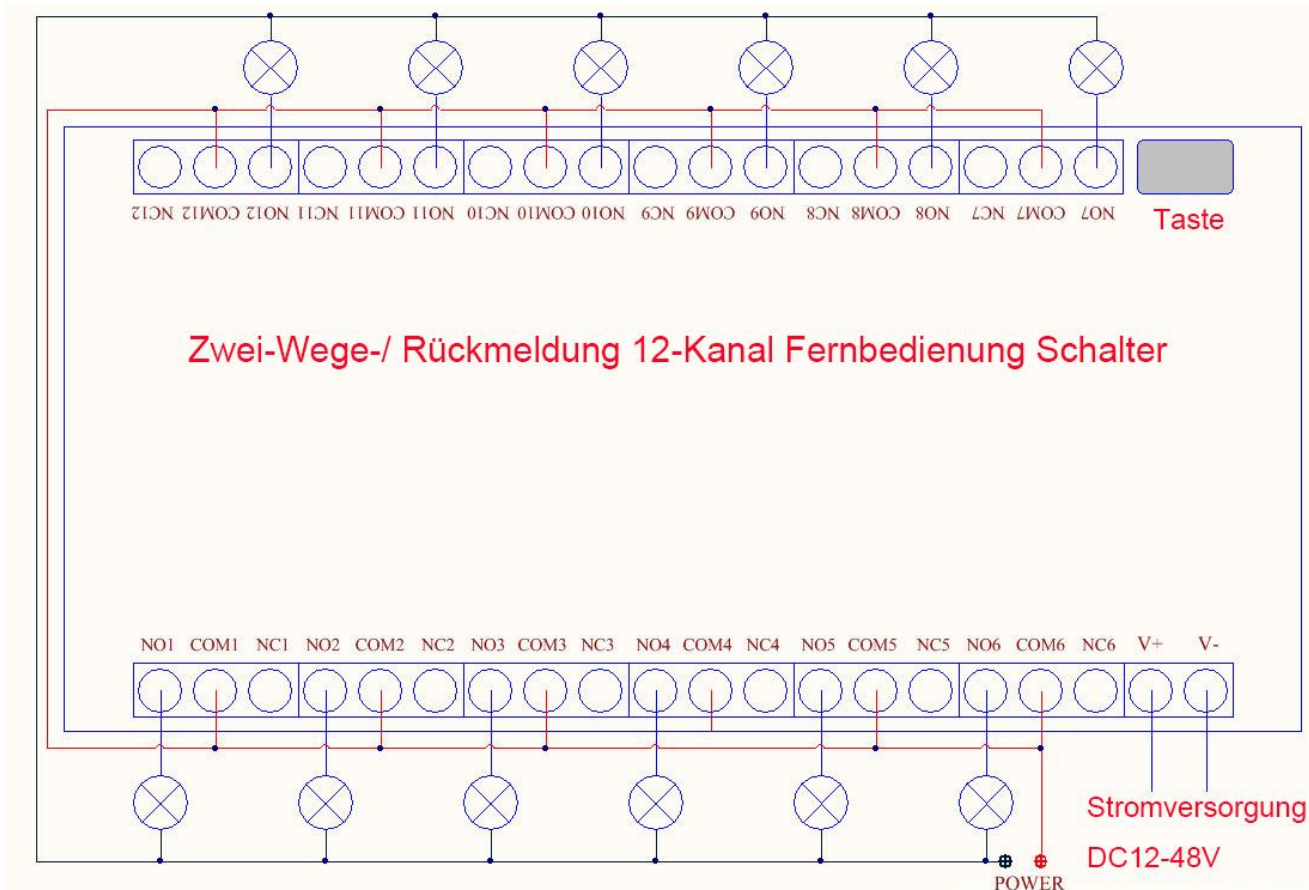 NC12 COM12 NO12 NC11 COM11 NO11 NC10 COM10 NO10 NC9 COM9 NO9 NC8 COM8 NO8 NC7 COM7 NO7
Taste
Zwei-Wege-/ Rückmeldung 12-Kanal Fernbedienung Schalter
NO1 COM1 NC1 NO2 COM2 NC2 NO3 COM3 NC3 NO4 COM4 NC4 NO5 COM5 NC5 NO6 COM6 NC6 V+ V-
Stromversorgung
DC12-48V
POWER